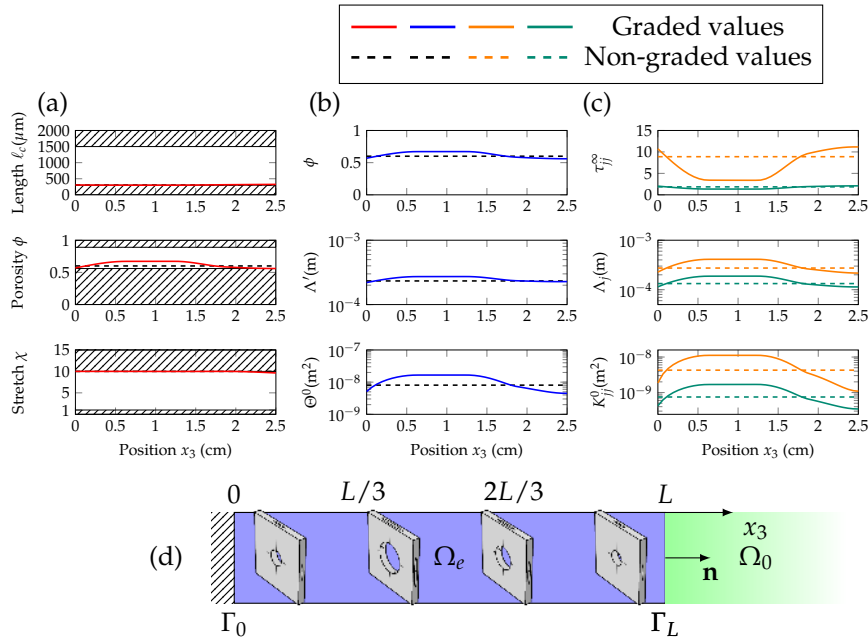 Graded values
Non-graded values
(a)
(b)
(c)
Length ℓc(μm)
2000
1500
1000
500
0
0 0.5 1 1.5 2 2.5
ϕ
1
0.5
0
0 0.5 1 1.5 2 2.5
τ∞jj
15
10
5
0
0 0.5 1 1.5 2 2.5
Porosity ϕ
1
0.5
0
0 0.5 1 1.5 2 2.5
Λ′(m)
10−3
10−4
0 0.5 1 1.5 2 2.5
Λj(m)
10−3
10−4
0 0.5 1 1.5 2 2.5
Stretch χ
15
10
5
1
0 0.5 1 1.5 2 2.5
Position x3 (cm)
Θ0(m2)
10−7
10−8
10−9
0 0.5 1 1.5 2 2.5
Position x3 (cm)
K0jj(m2)
10−8
10−9
0 0.5 1 1.5 2 2.5
Position x3 (cm)
0 L/3 2L/3 L
x3
(d)
Ωe
n
Ω0
Γ0
ΓL